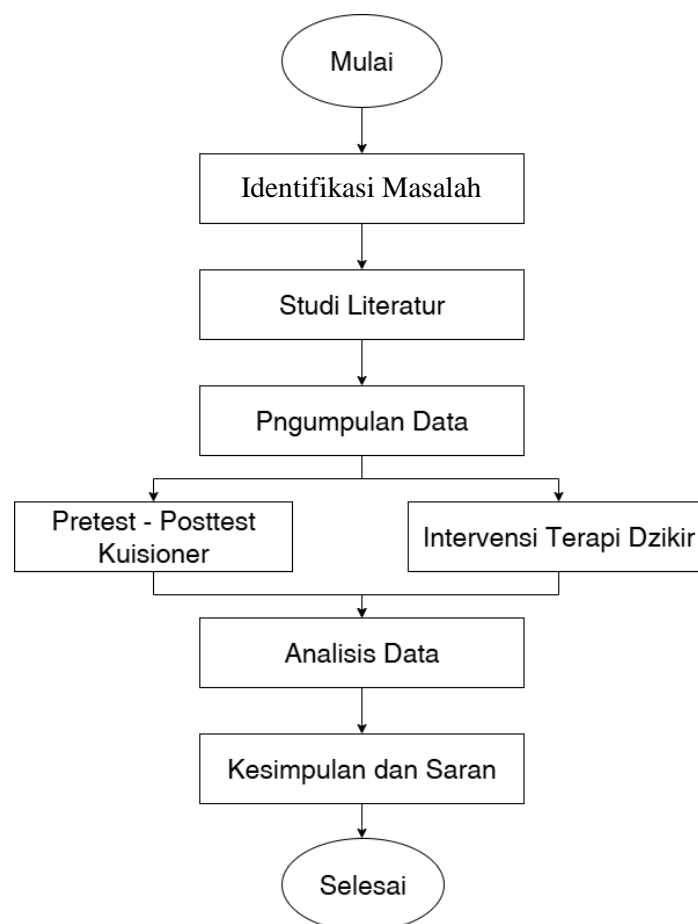 Mulai
Identifikasi Masalah
Studi Literatur
Pngumpulan Data
Pretest - Posttest
Kuisioner
Intervensi Terapi Dzikir
Analisis Data
Kesimpulan dan Saran
Selesai